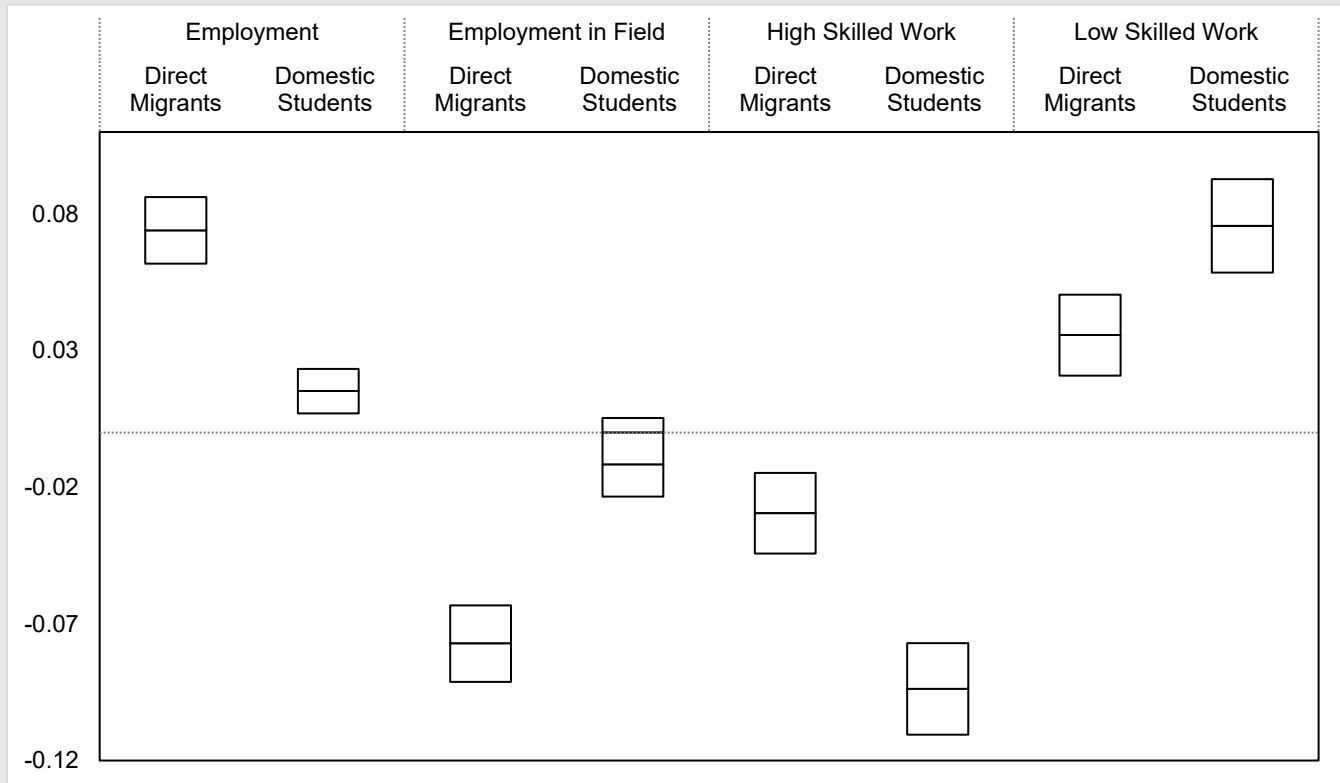 Employment
Employment in Field
High Skilled Work
Low Skilled Work
Direct
Migrants
Domestic
Students
Direct
Migrants
Domestic
Students
Direct
Migrants
Domestic
Students
Direct
Migrants
Domestic
Students
0.08
0.03
-0.02
-0.07
-0.12